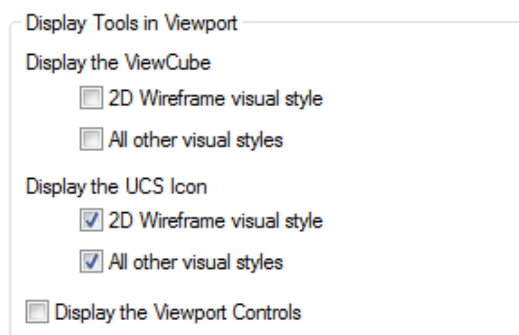 Display Tools in Viewport
Display the ViewCube
2D Wireframe visual style
All other visual styles
Display the UCS Icon
2D Wireframe visual style
All other visual styles
Display the Viewport Controls